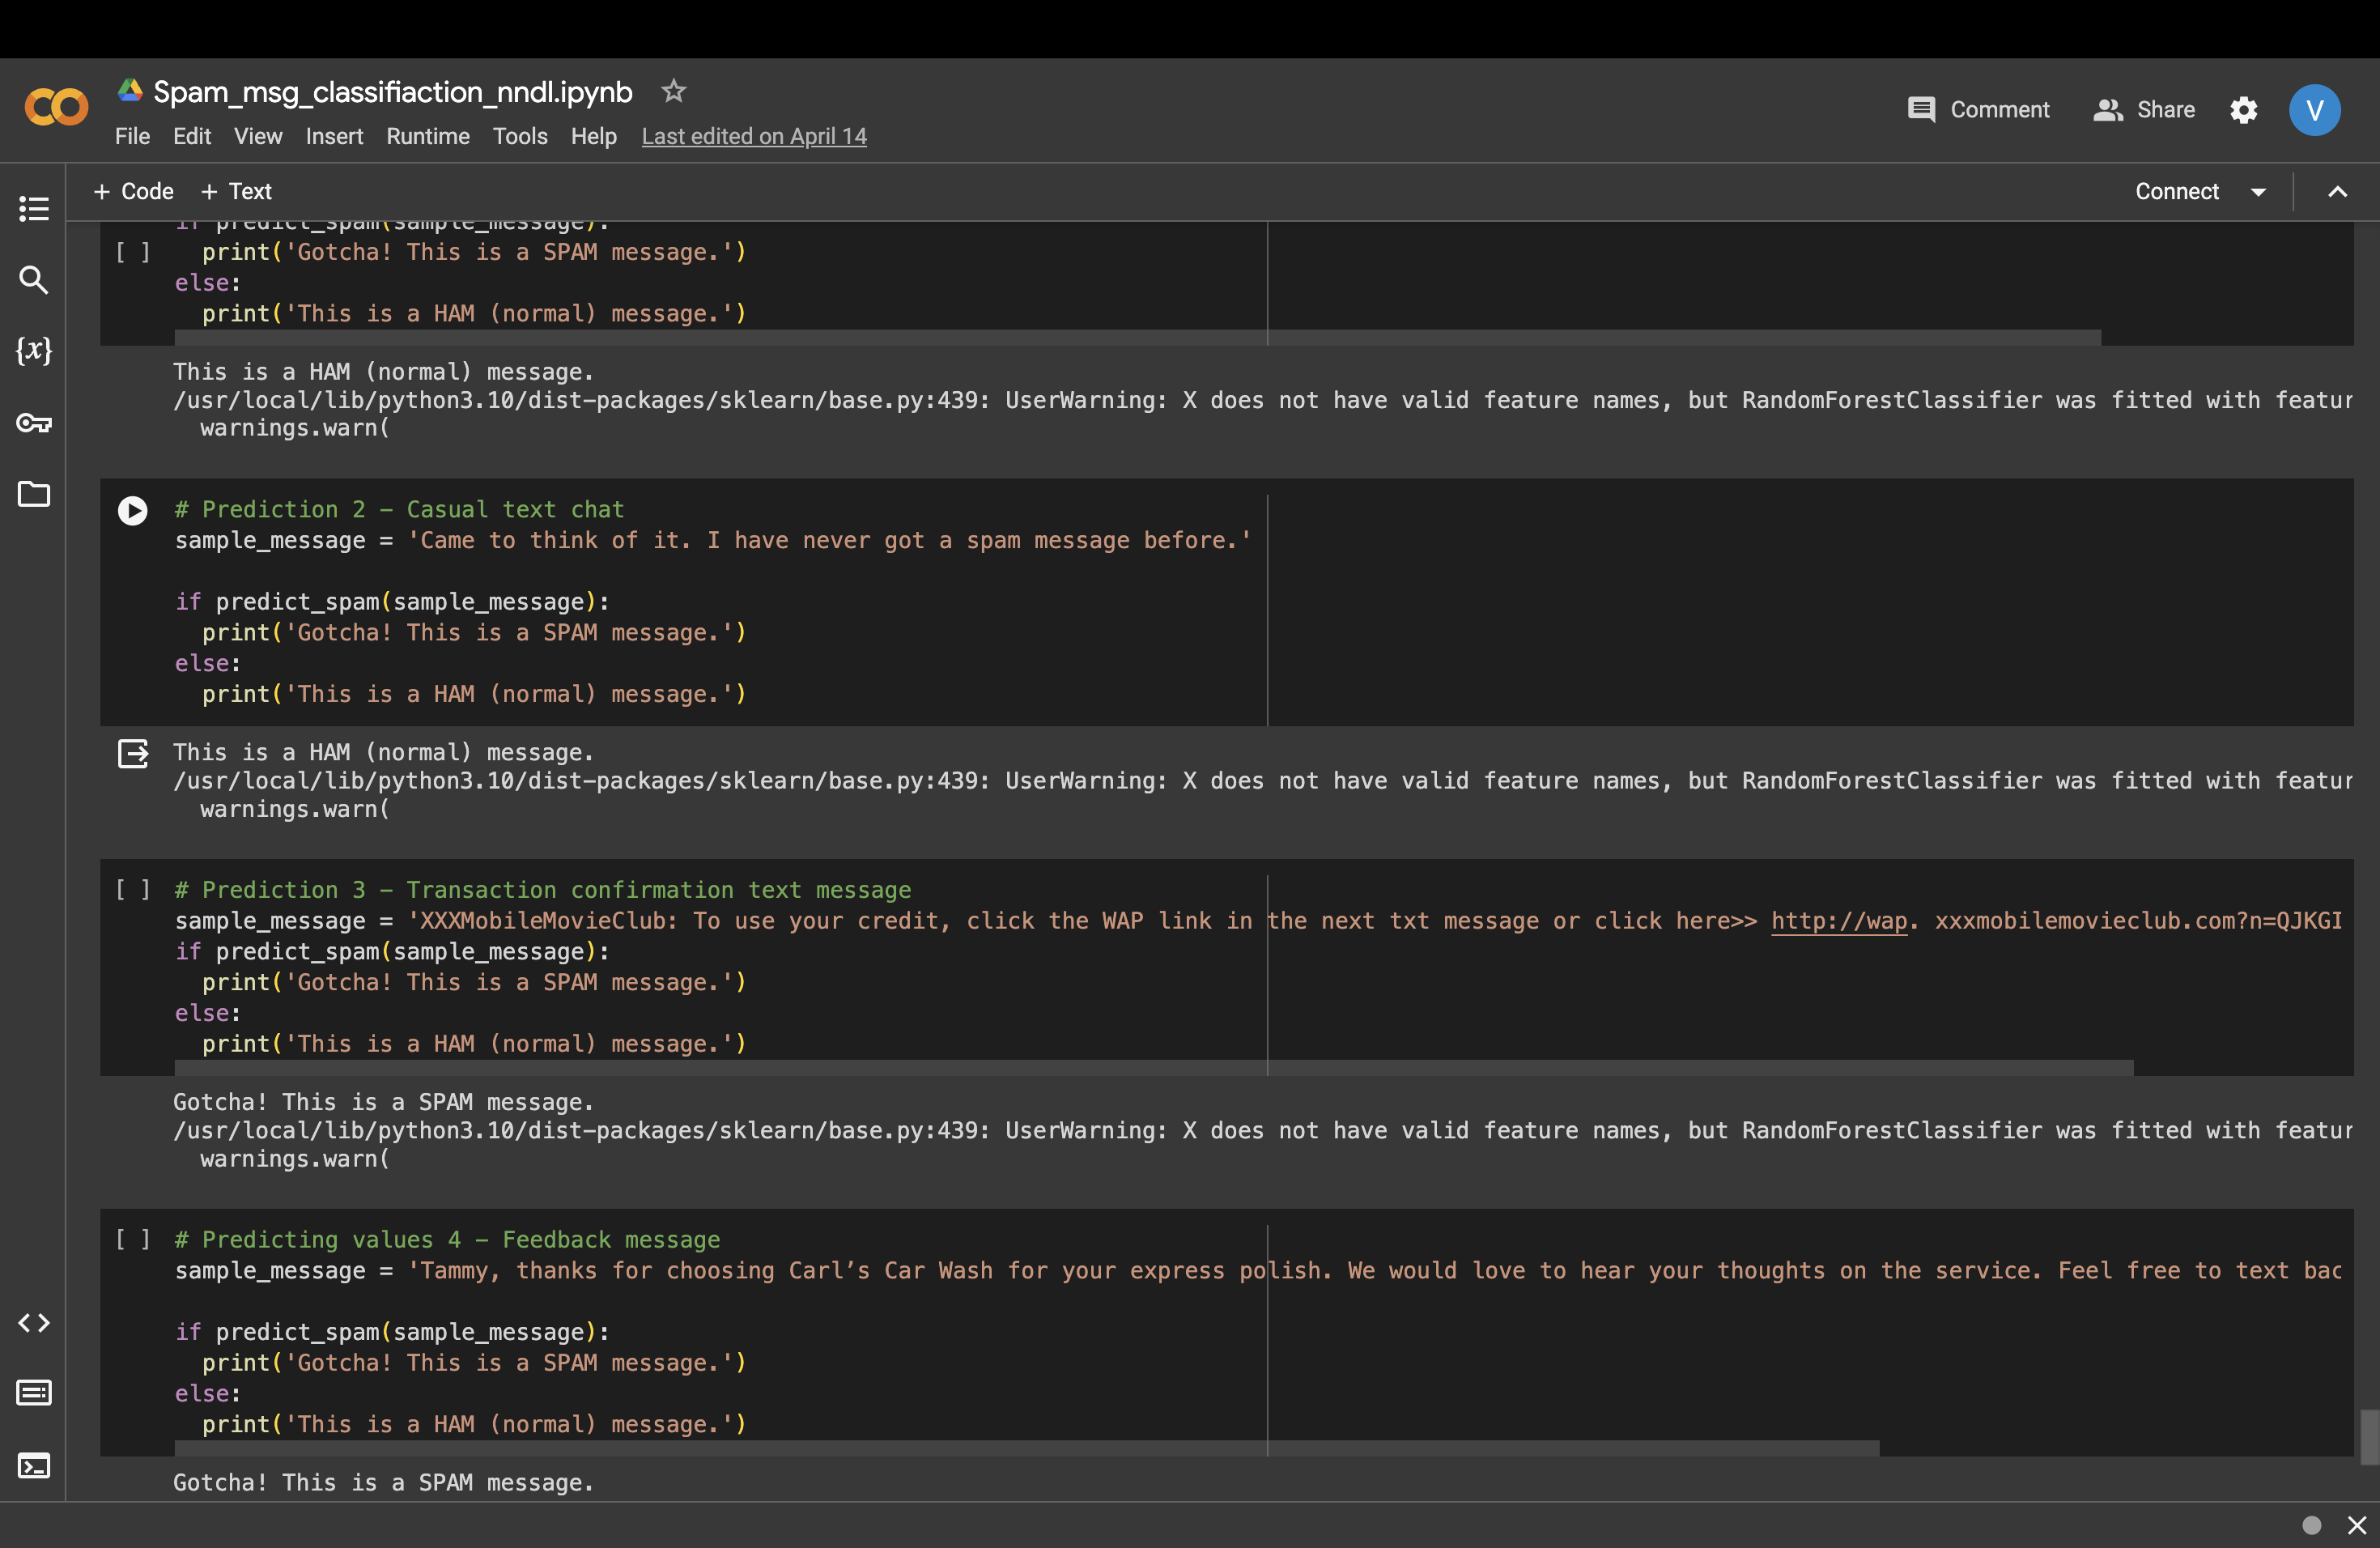 Spam_msg_classifiaction_nndl.ipynb
File Edit View Insert Runtime Tools Help Last edited on April 14
Comment Share V
+ Code + Text Connect
if predict_spam(sample_message):
[ ] print('Gotcha! This is a SPAM message.')
else:
print('This is a HAM (normal) message.')
This is a HAM (normal) message.
/usr/local/lib/python3.10/dist-packages/sklearn/base.py:439: UserWarning: X does not have valid feature names, but RandomForestClassifier was fitted with featur
warnings.warn(
# Prediction 2 – Casual text chat
sample_message = 'Came to think of it. I have never got a spam message before.'
if predict_spam(sample_message):
print('Gotcha! This is a SPAM message.')
else:
print('This is a HAM (normal) message.')
This is a HAM (normal) message.
/usr/local/lib/python3.10/dist-packages/sklearn/base.py:439: UserWarning: X does not have valid feature names, but RandomForestClassifier was fitted with featur
warnings.warn(
[ ] # Prediction 3 – Transaction confirmation text message
sample_message = 'XXXMobileMovieClub: To use your credit, click the WAP link in the next txt message or click here>> http://wap. xxxmobilemovieclub.com?n=QJKGI
if predict_spam(sample_message):
print('Gotcha! This is a SPAM message.')
else:
print('This is a HAM (normal) message.')
Gotcha! This is a SPAM message.
/usr/local/lib/python3.10/dist-packages/sklearn/base.py:439: UserWarning: X does not have valid feature names, but RandomForestClassifier was fitted with featur
warnings.warn(
[ ] # Predicting values 4 – Feedback message
sample_message = 'Tammy, thanks for choosing Carl’s Car Wash for your express polish. We would love to hear your thoughts on the service. Feel free to text bac
if predict_spam(sample_message):
print('Gotcha! This is a SPAM message.')
else:
print('This is a HAM (normal) message.')
Gotcha! This is a SPAM message.